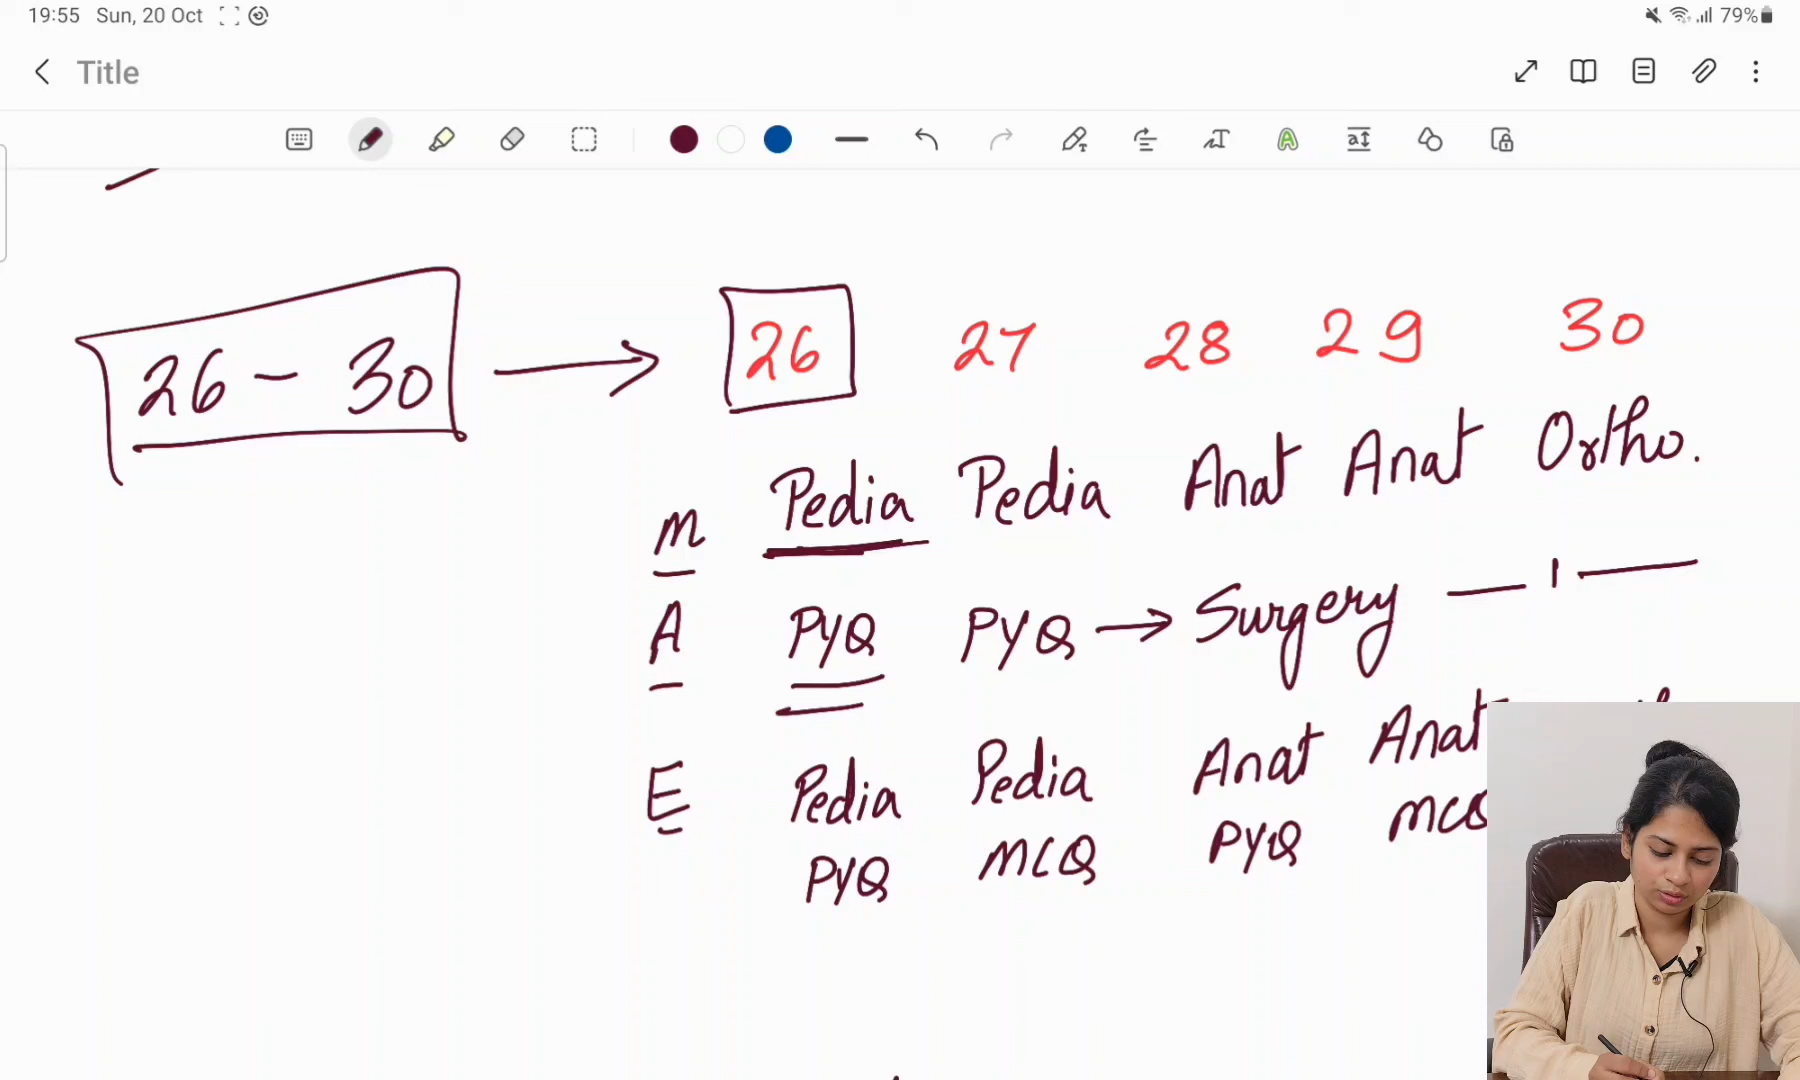 19:55 Sun, 20 Oct 79%
Title
26 - 30 → 26 27 28 29 30
M Pedia Pedia Anat Anat Ortho.
A PYQ PYQ → Surgery — ı —
E Pedia Pedia Anat Anat
PYQ MCQ PYQ MCQ